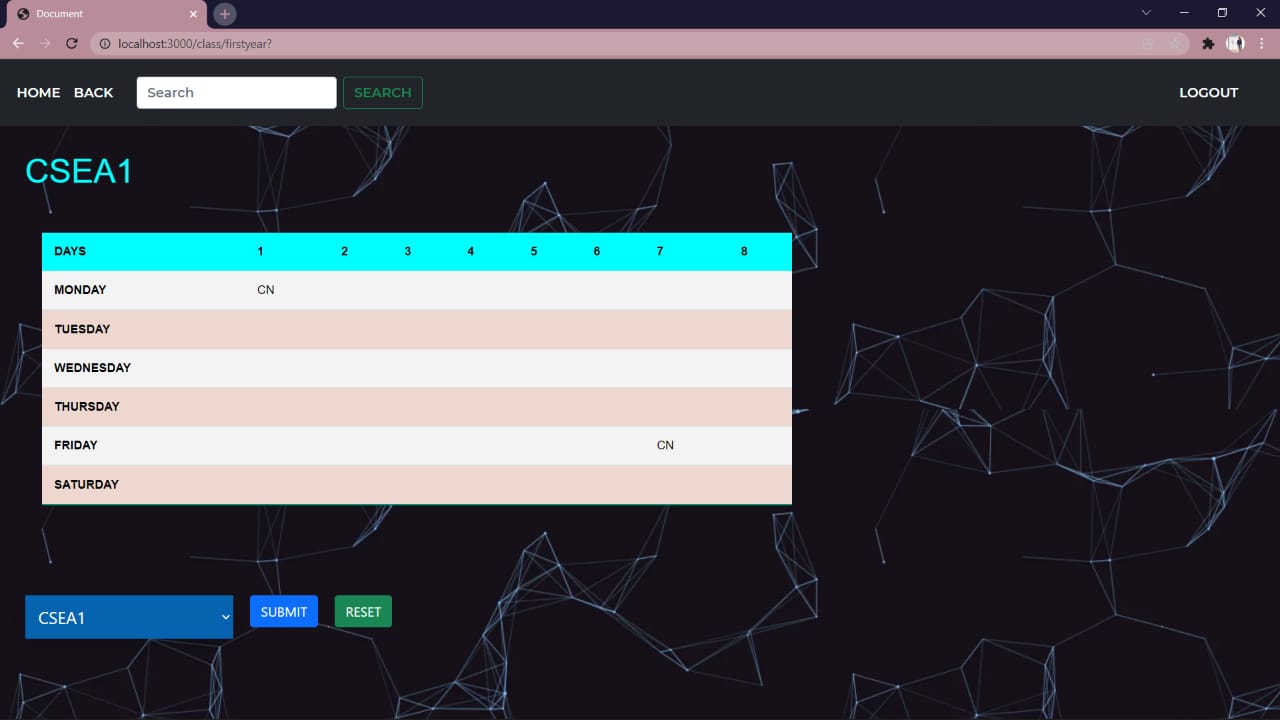 Document
localhost:3000/class/firstyear?
HOME BACK Search SEARCH LOGOUT
CSEA1
DAYS 1 2 3 4 5 6 7 8
MONDAY CN
TUESDAY
WEDNESDAY
THURSDAY
FRIDAY CN
SATURDAY
CSEA1 SUBMIT RESET